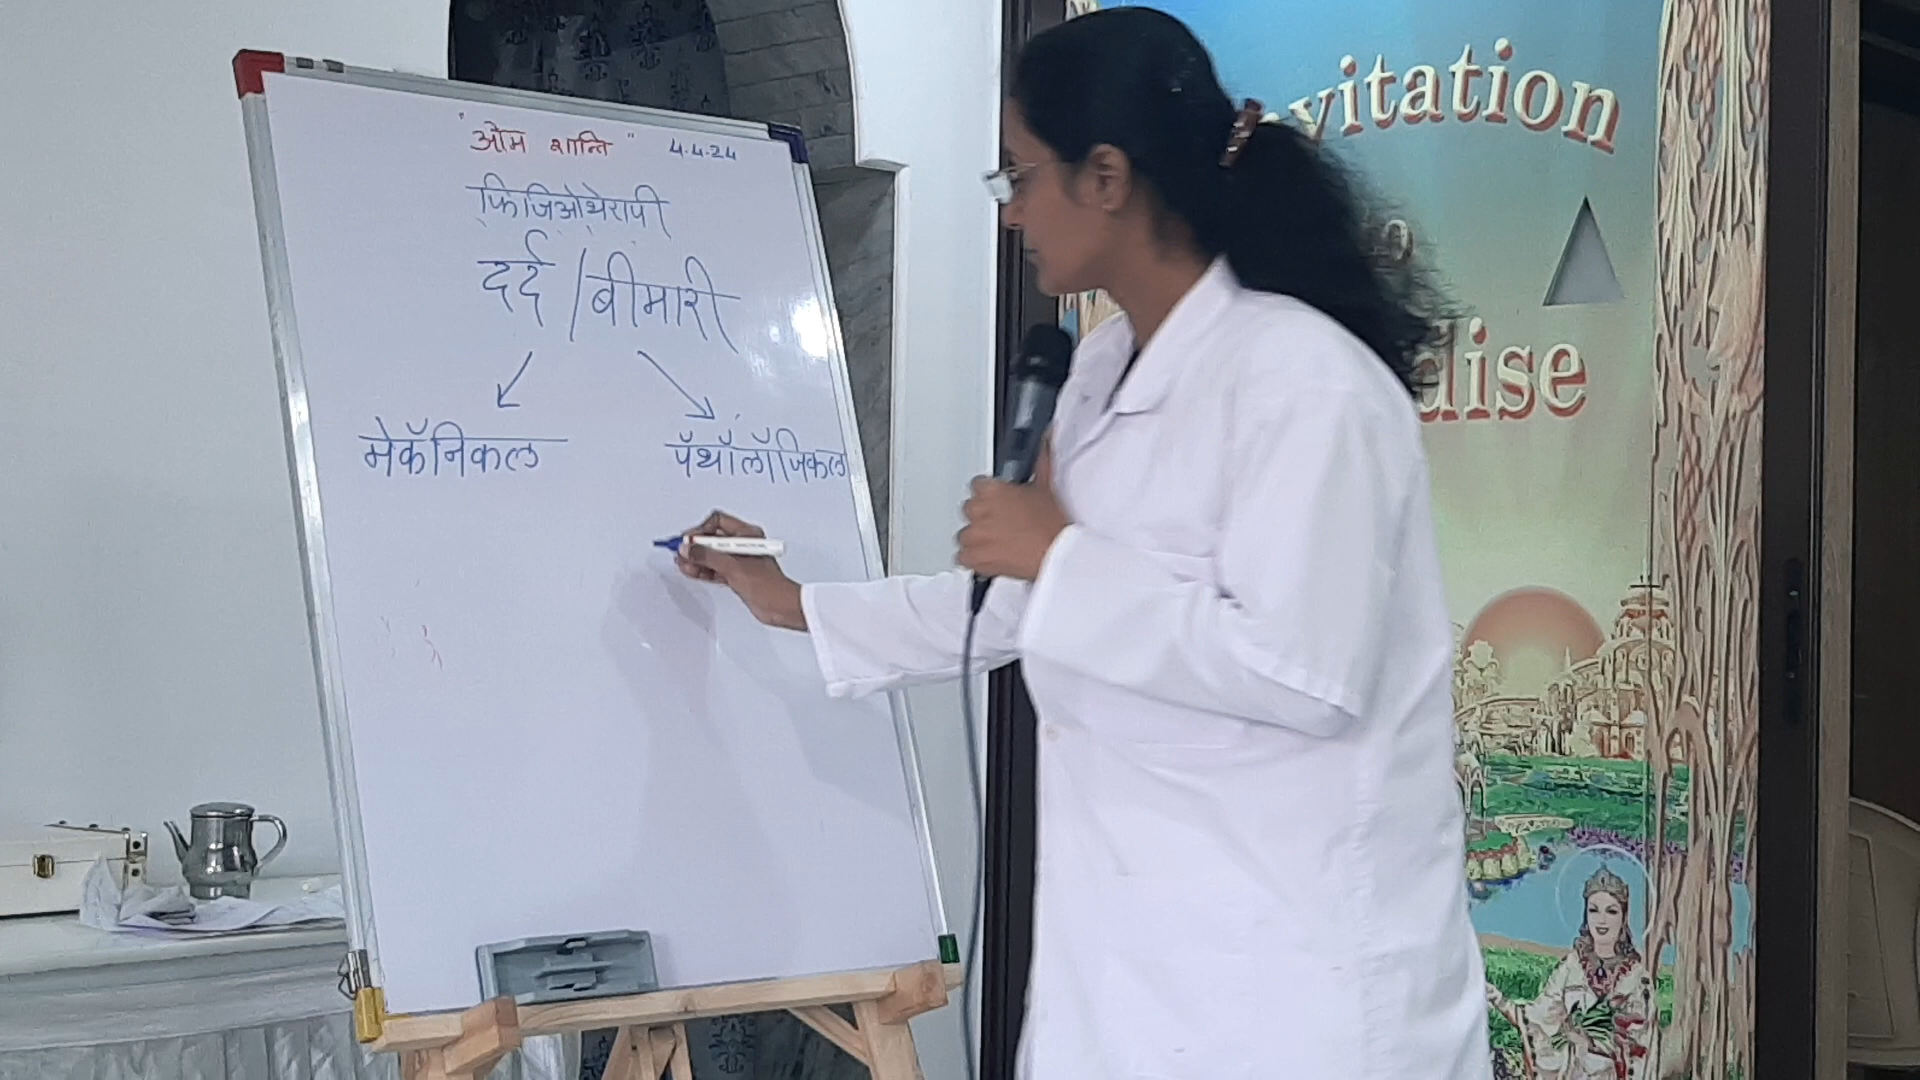 "ओम शान्ति" 4.4.24
फिजिओथेरापी
दर्द / बीमारी
मेकॅनिकल पॅथॉलॉजिकल
vitation
dise